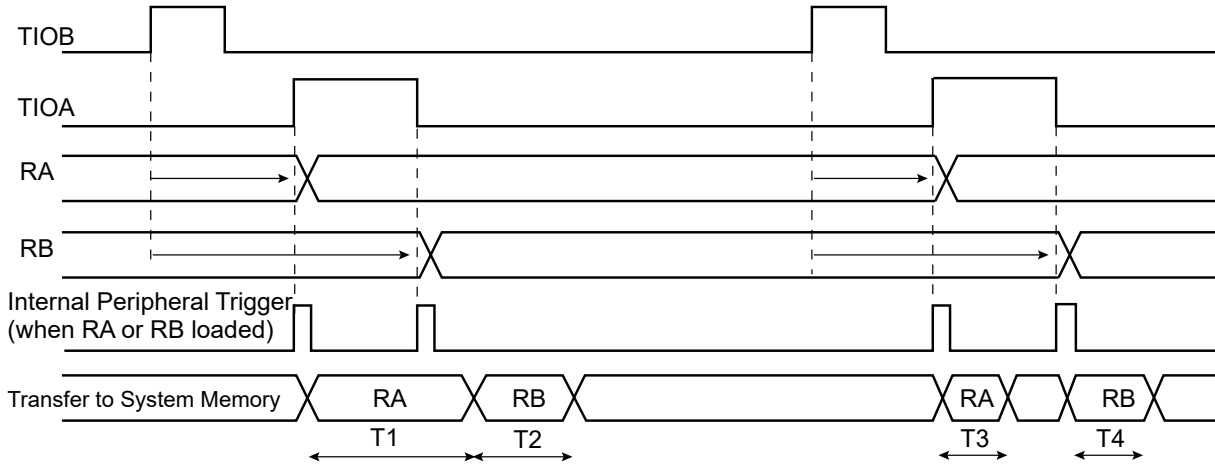 TIOB
TIOA
RA
RB
Internal Peripheral Trigger
(when RA or RB loaded)
Transfer to System Memory
RA
RB
RA
RB
T1
T2
T3
T4